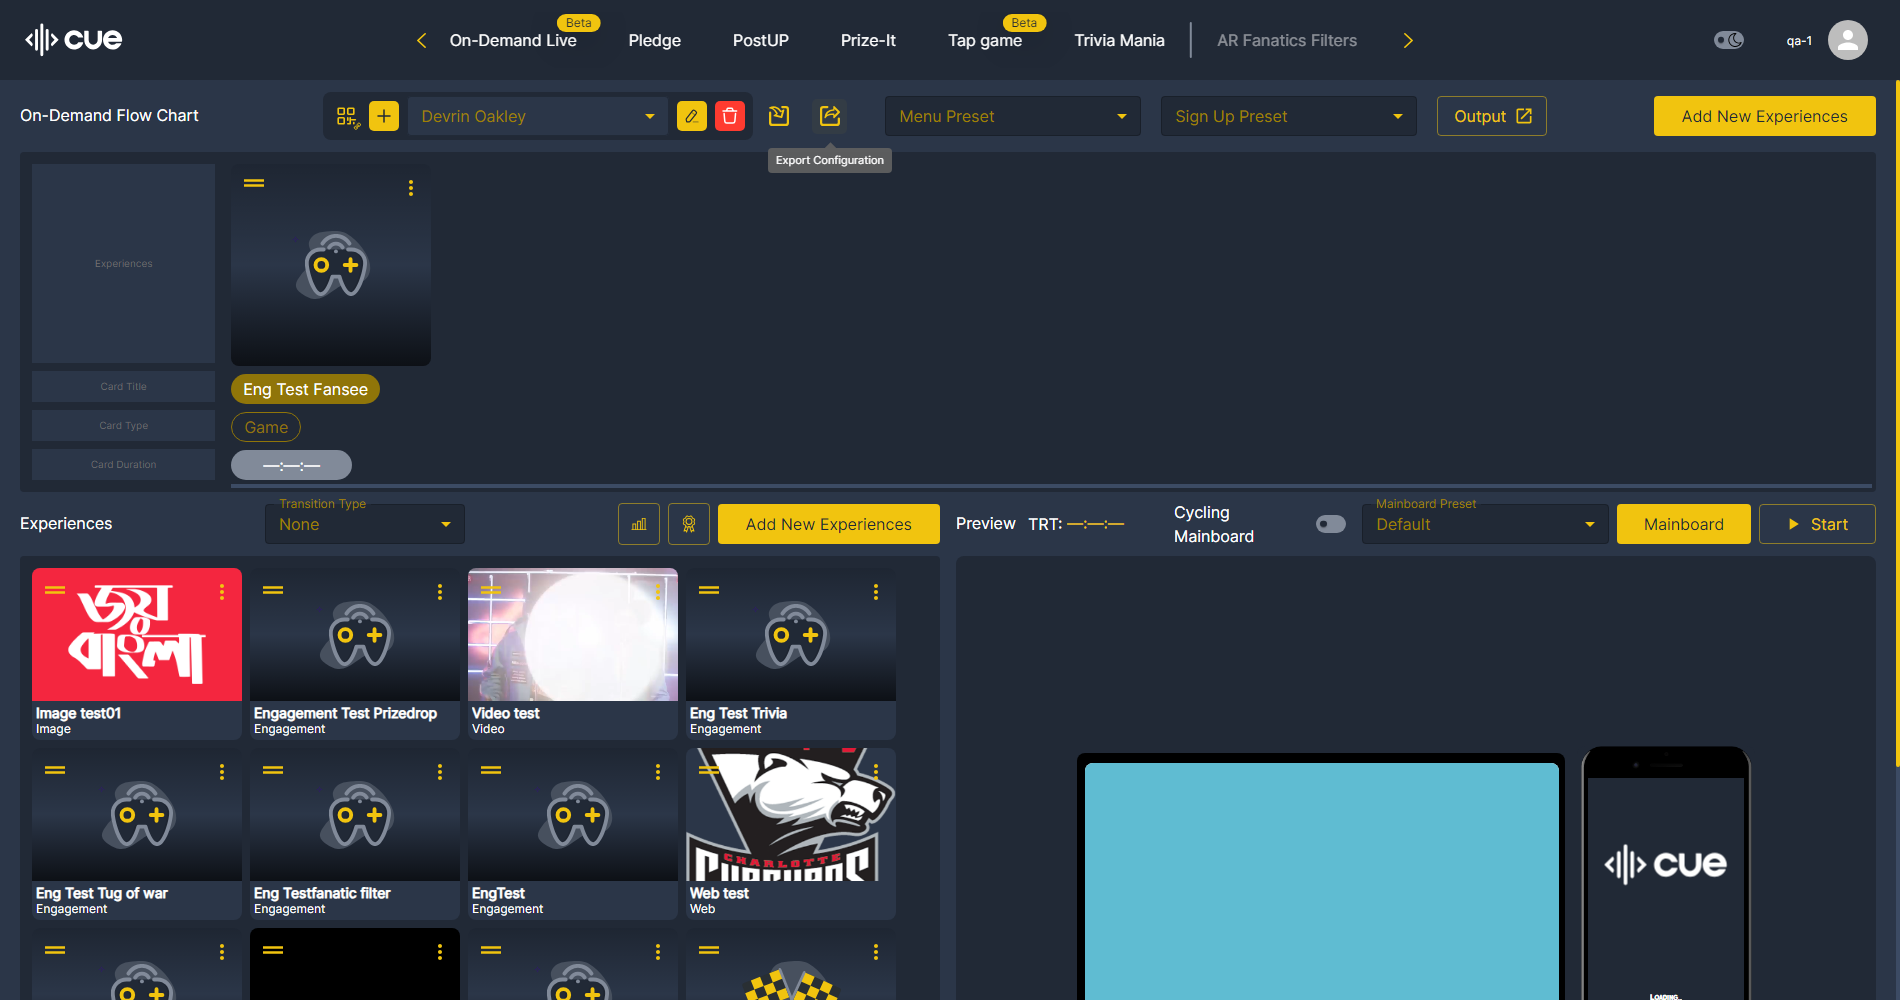 cue
On-Demand Live
Beta
Pledge
PostUP
Prize-It
Tap game
Beta
Trivia Mania
AR Fanatics Filters
qa-1
On-Demand Flow Chart
Devrin Oakley
Menu Preset
Sign Up Preset
Output
Add New Experiences
Export Configuration
Experiences
Card Title
Eng Test Fansee
Card Type
Game
Card Duration
—:—:—
Experiences
Transition Type
None
Add New Experiences
Preview
TRT: —:—:—
Cycling
Mainboard
Mainboard Preset
Default
Mainboard
Start
জয়
বাংলা
Image test01
Image
Engagement Test Prizedrop
Engagement
Video test
Video
Eng Test Trivia
Engagement
Eng Test Tug of war
Engagement
Eng Testfanatic filter
Engagement
EngTest
Engagement
CHARLOTTE
Web test
Web
cue
LOADING...